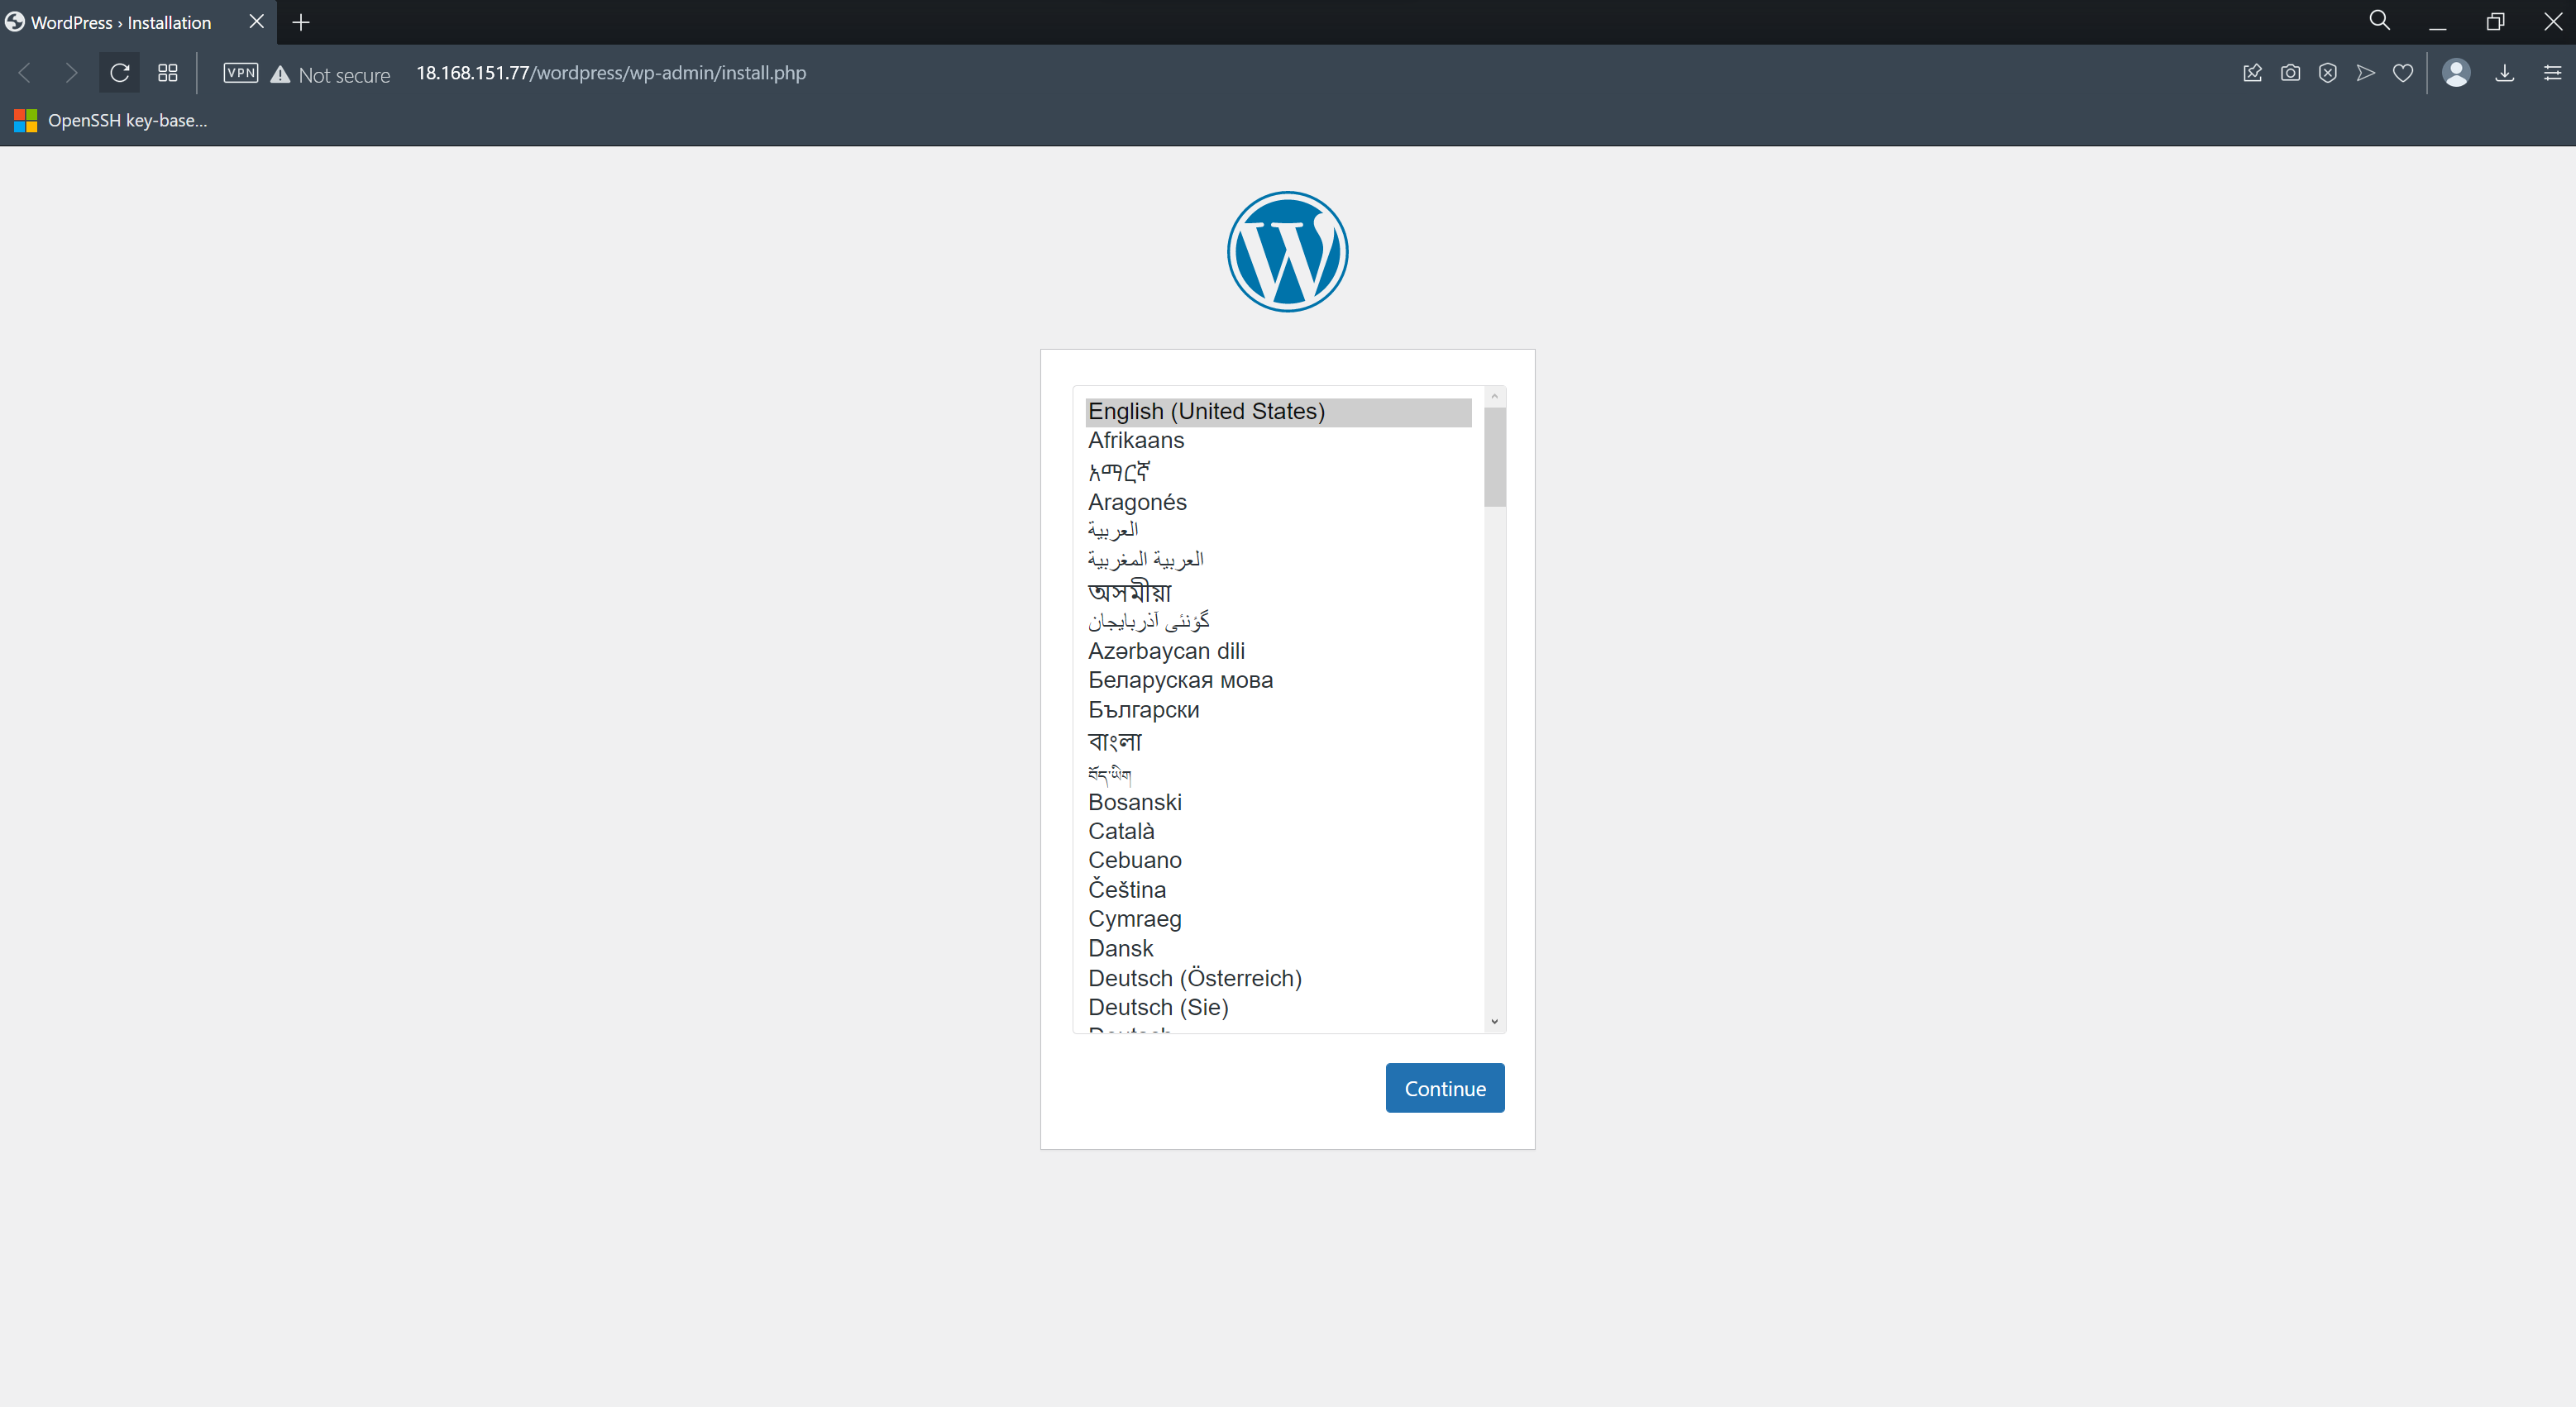 WordPress › Installation
VPN Not secure 18.168.151.77/wordpress/wp-admin/install.php
OpenSSH key-base...
English (United States)
Afrikaans
አማርኛ
Aragonés
العربية
العربية المغربية
অসমীয়া
گؤنئی آذربایجان
Azərbaycan dili
Беларуская мова
Български
বাংলা
བོད་ཡིག
Bosanski
Català
Cebuano
Čeština
Cymraeg
Dansk
Deutsch (Österreich)
Deutsch (Sie)
Deutsch
Continue